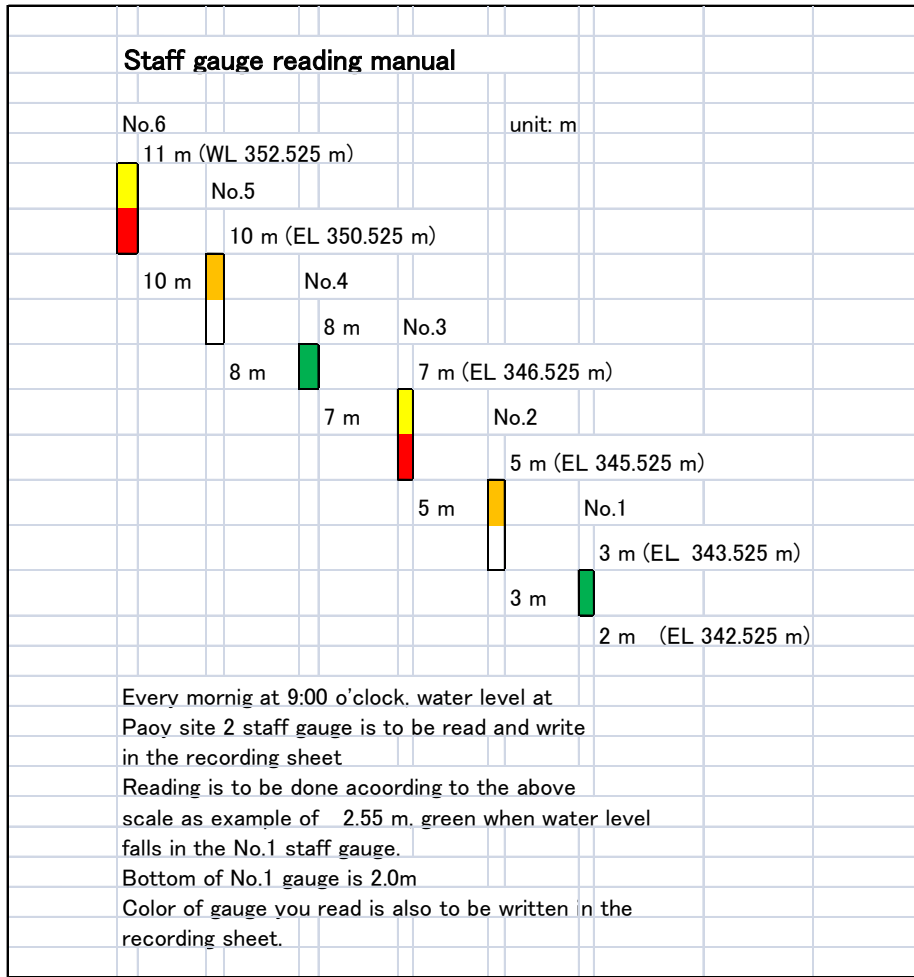 Staff gauge reading manual
No.6
unit: m
11 m (WL 352.525 m)
No.5
10 m (EL 350.525 m)
10 m
No.4
8 m
No.3
8 m
7 m (EL 346.525 m)
7 m
No.2
5 m (EL 345.525 m)
5 m
No.1
3 m (EL 343.525 m)
3 m
2 m (EL 342.525 m)
Every mornig at 9:00 o'clock. water level at
Paoy site 2 staff gauge is to be read and write
in the recording sheet
Reading is to be done acoording to the above
scale as example of 2.55 m. green when water level
falls in the No.1 staff gauge.
Bottom of No.1 gauge is 2.0m
Color of gauge you read is also to be written in the
recording sheet.